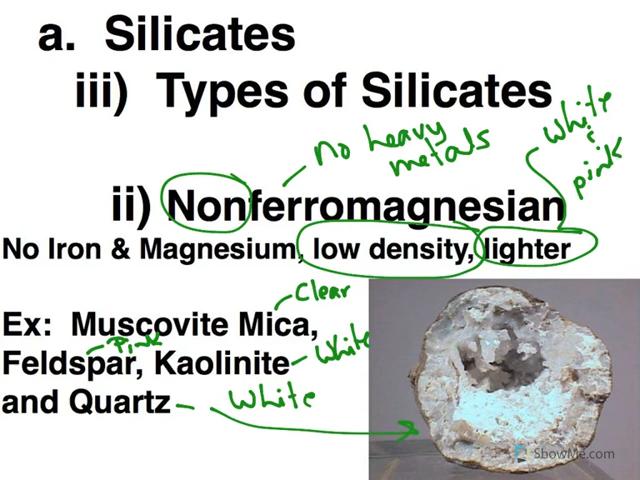 a. Silicates
iii) Types of Silicates
no heavy
metals
white
&
pink
ii) Nonferromagnesian
No Iron & Magnesium, low density, lighter
Clear
Ex: Muscovite Mica,
Pink
Feldspar, Kaolinite
White
and Quartz
White
ShowMe.com